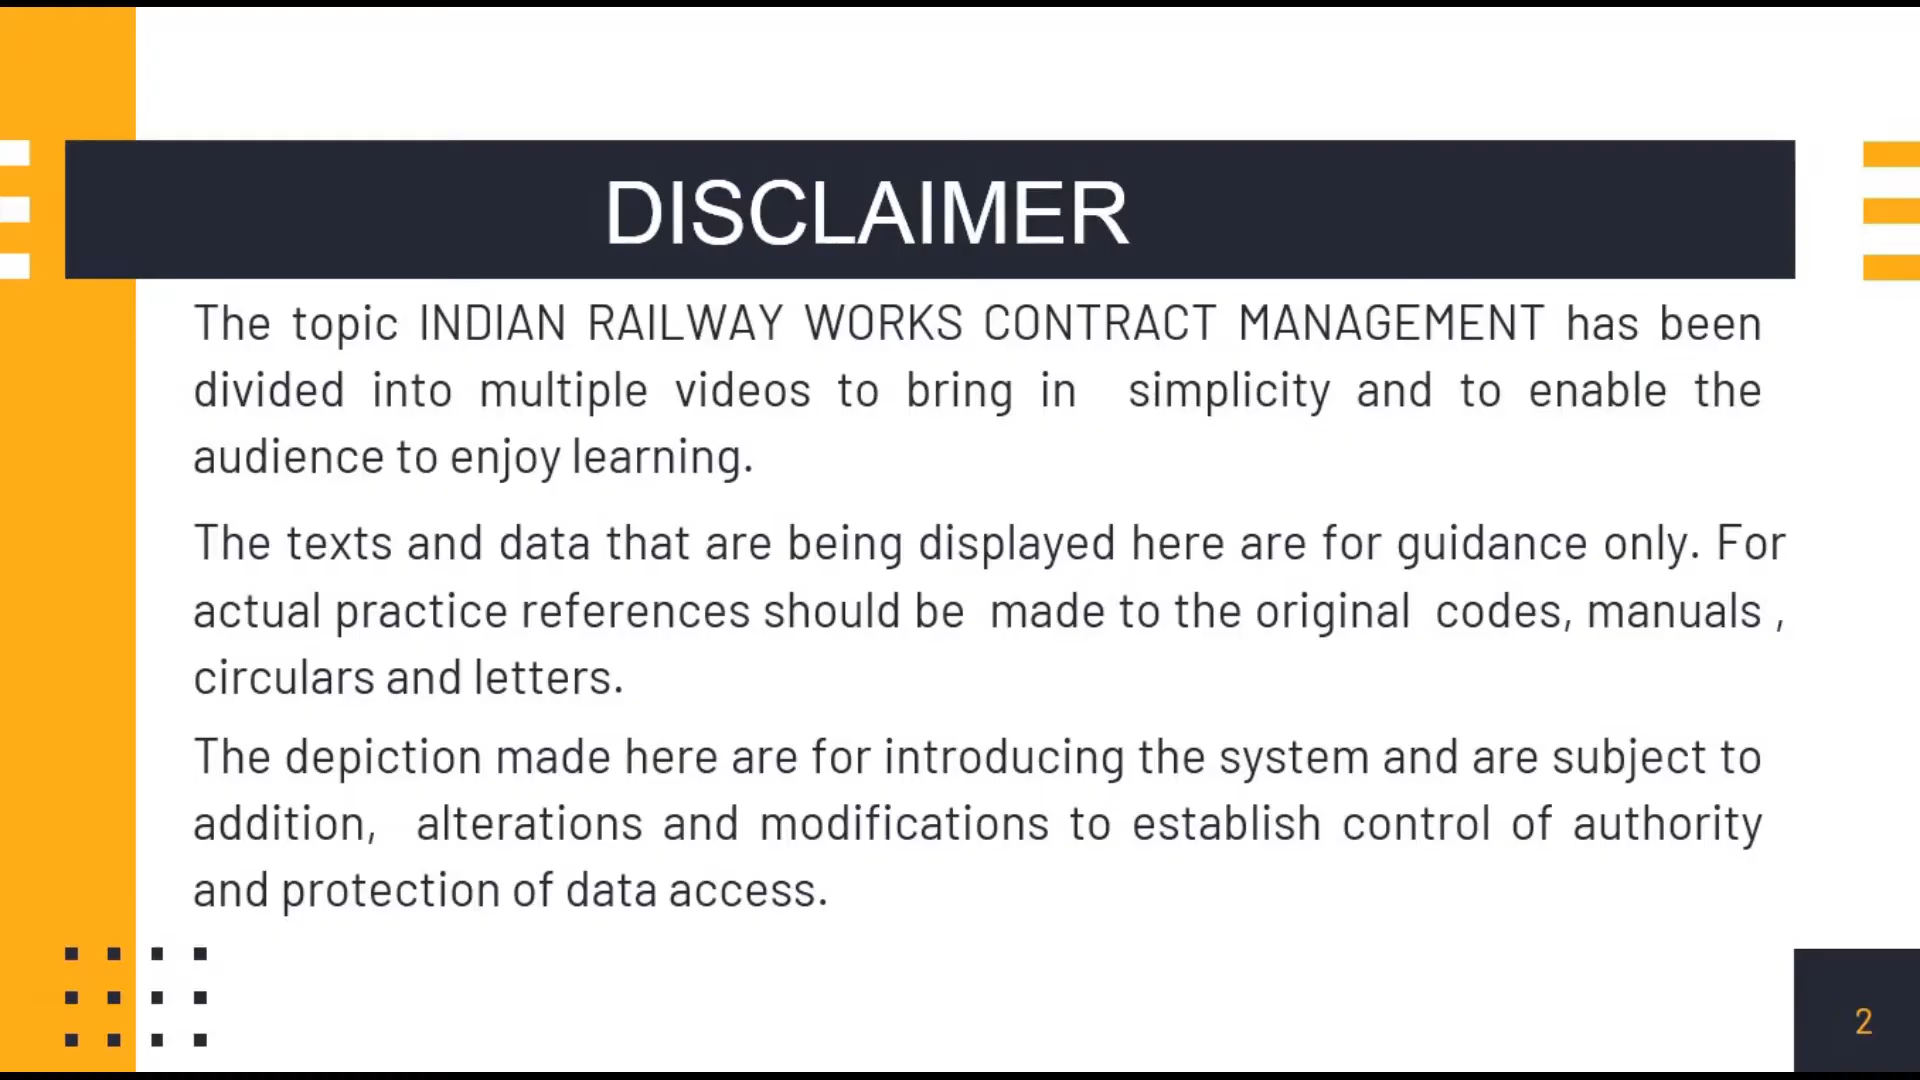 DISCLAIMER
The topic INDIAN RAILWAY WORKS CONTRACT MANAGEMENT has been
divided into multiple videos to bring in simplicity and to enable the
audience to enjoy learning.
The texts and data that are being displayed here are for guidance only. For
actual practice references should be made to the original codes, manuals ,
circulars and letters.
The depiction made here are for introducing the system and are subject to
addition, alterations and modifications to establish control of authority
and protection of data access.
2